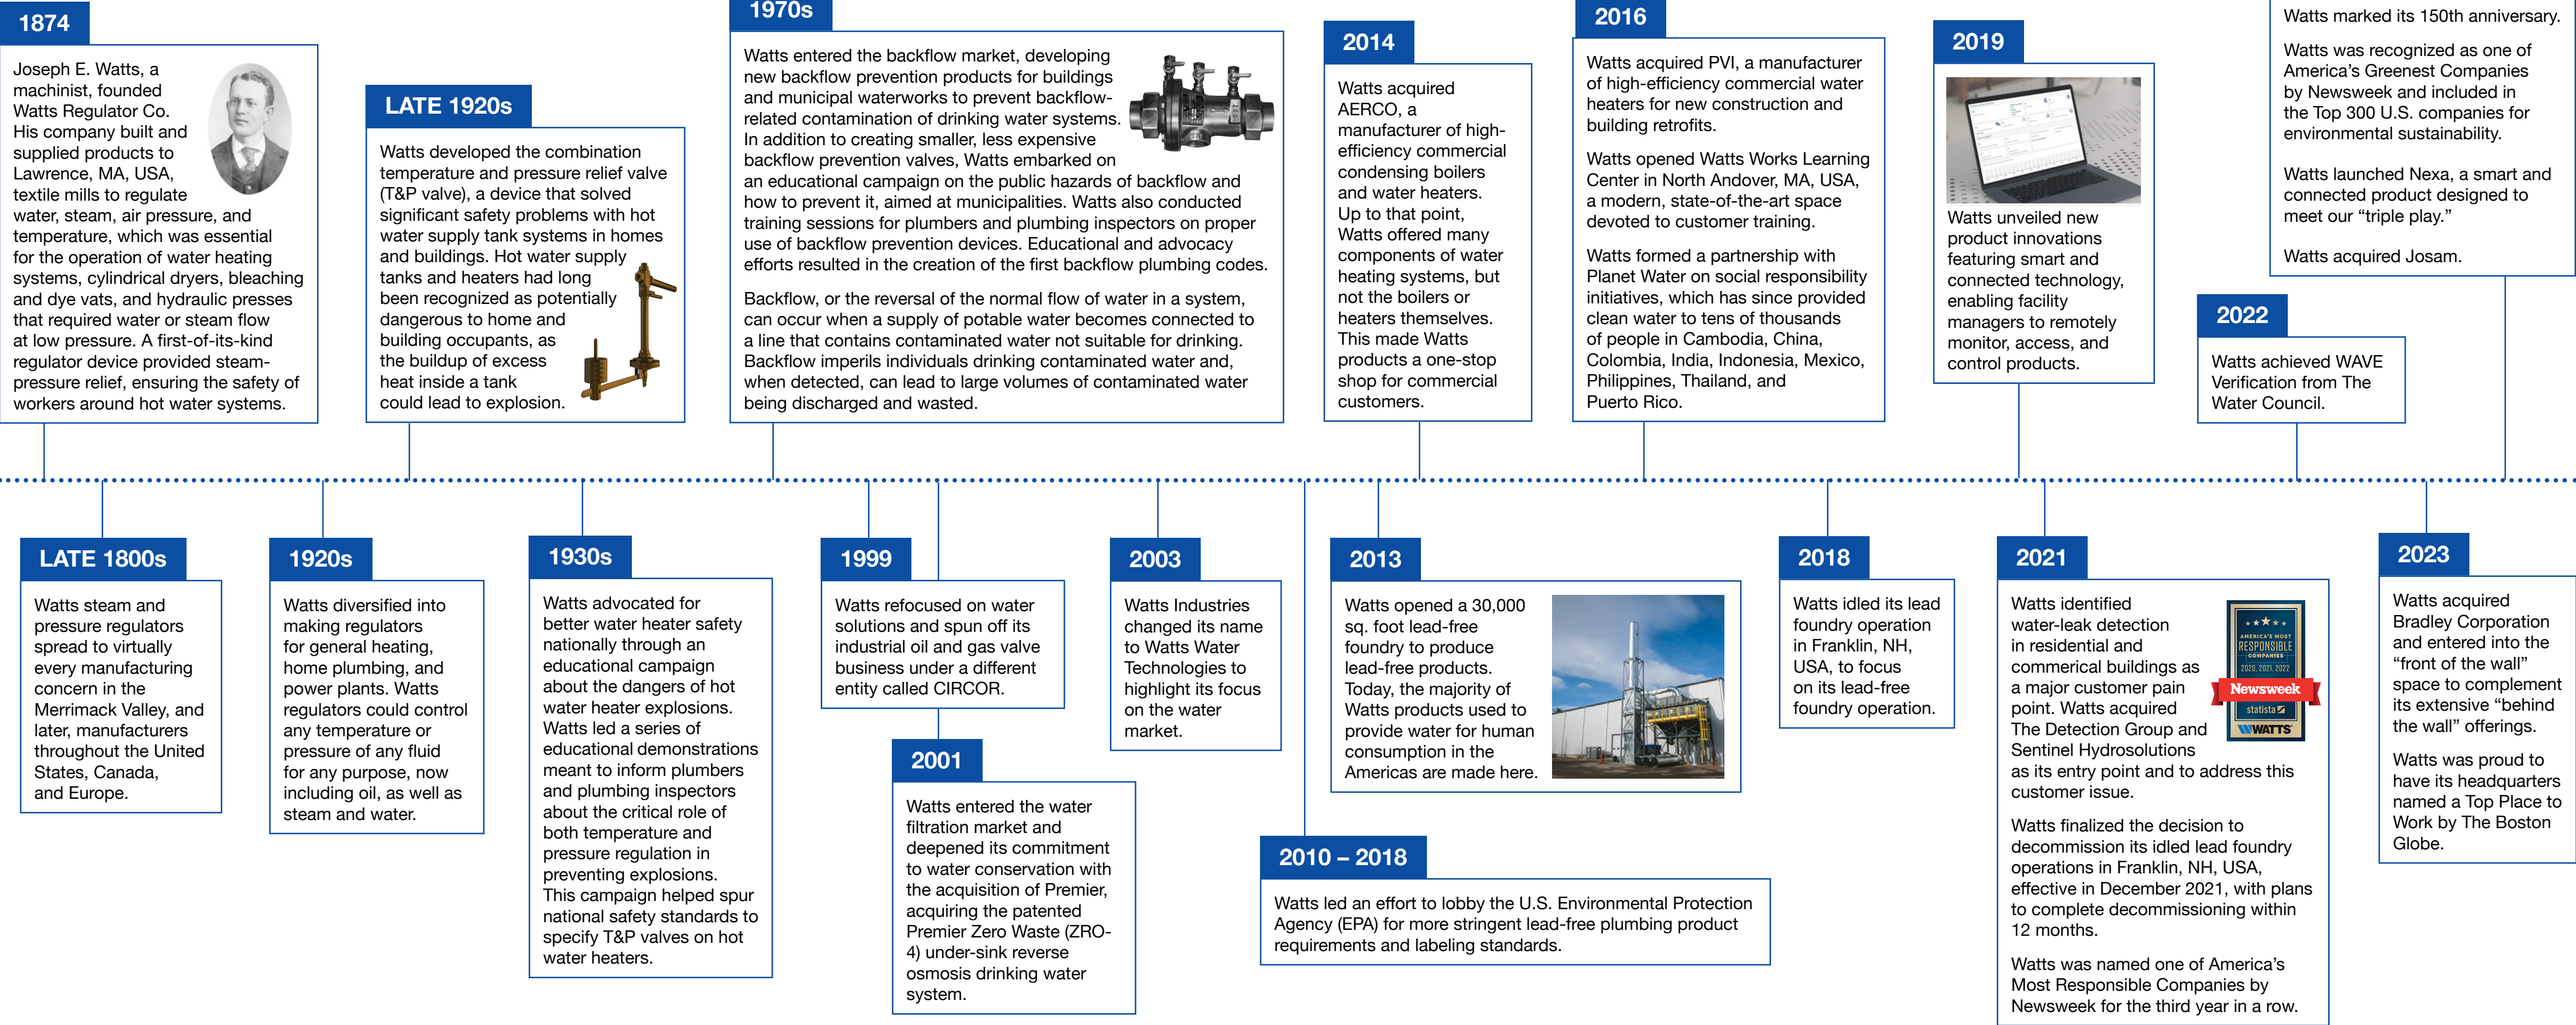 1874
Joseph E. Watts, a
machinist, founded
Watts Regulator Co.
His company built and
supplied products to
Lawrence, MA, USA,
textile mills to regulate
water, steam, air pressure, and
temperature, which was essential
for the operation of water heating
systems, cylindrical dryers, bleaching
and dye vats, and hydraulic presses
that required water or steam flow
at low pressure. A first-of-its-kind
regulator device provided steam-
pressure relief, ensuring the safety of
workers around hot water systems.
LATE 1920s
Watts developed the combination
temperature and pressure relief valve
(T&P valve), a device that solved
significant safety problems with hot
water supply tank systems in homes
and buildings. Hot water supply
tanks and heaters had long
been recognized as potentially
dangerous to home and
building occupants, as
the buildup of excess
heat inside a tank
could lead to explosion.
1970s
Watts entered the backflow market, developing
new backflow prevention products for buildings
and municipal waterworks to prevent backflow-
related contamination of drinking water systems.
In addition to creating smaller, less expensive
backflow prevention valves, Watts embarked on
an educational campaign on the public hazards of backflow and
how to prevent it, aimed at municipalities. Watts also conducted
training sessions for plumbers and plumbing inspectors on proper
use of backflow prevention devices. Educational and advocacy
efforts resulted in the creation of the first backflow plumbing codes.
Backflow, or the reversal of the normal flow of water in a system,
can occur when a supply of potable water becomes connected to
a line that contains contaminated water not suitable for drinking.
Backflow imperils individuals drinking contaminated water and,
when detected, can lead to large volumes of contaminated water
being discharged and wasted.
2014
Watts acquired
AERCO, a
manufacturer of high-
efficiency commercial
condensing boilers
and water heaters.
Up to that point,
Watts offered many
components of water
heating systems, but
not the boilers or
heaters themselves.
This made Watts
products a one-stop
shop for commercial
customers.
2016
Watts acquired PVI, a manufacturer
of high-efficiency commercial water
heaters for new construction and
building retrofits.
Watts opened Watts Works Learning
Center in North Andover, MA, USA,
a modern, state-of-the-art space
devoted to customer training.
Watts formed a partnership with
Planet Water on social responsibility
initiatives, which has since provided
clean water to tens of thousands
of people in Cambodia, China,
Colombia, India, Indonesia, Mexico,
Philippines, Thailand, and
Puerto Rico.
2019
Watts unveiled new
product innovations
featuring smart and
connected technology,
enabling facility
managers to remotely
monitor, access, and
control products.
2022
Watts achieved WAVE
Verification from The
Water Council.
Watts marked its 150th anniversary.
Watts was recognized as one of
America's Greenest Companies
by Newsweek and included in
the Top 300 U.S. companies for
environmental sustainability.
Watts launched Nexa, a smart and
connected product designed to
meet our “triple play.”
Watts acquired Josam.
LATE 1800s
Watts steam and
pressure regulators
spread to virtually
every manufacturing
concern in the
Merrimack Valley, and
later, manufacturers
throughout the United
States, Canada,
and Europe.
1920s
Watts diversified into
making regulators
for general heating,
home plumbing, and
power plants. Watts
regulators could control
any temperature or
pressure of any fluid
for any purpose, now
including oil, as well as
steam and water.
1930s
Watts advocated for
better water heater safety
nationally through an
educational campaign
about the dangers of hot
water heater explosions.
Watts led a series of
educational demonstrations
meant to inform plumbers
and plumbing inspectors
about the critical role of
both temperature and
pressure regulation in
preventing explosions.
This campaign helped spur
national safety standards to
specify T&P valves on hot
water heaters.
1999
Watts refocused on water
solutions and spun off its
industrial oil and gas valve
business under a different
entity called CIRCOR.
2001
Watts entered the water
filtration market and
deepened its commitment
to water conservation with
the acquisition of Premier,
acquiring the patented
Premier Zero Waste (ZRO-
4) under-sink reverse
osmosis drinking water
system.
2003
Watts Industries
changed its name
to Watts Water
Technologies to
highlight its focus
on the water
market.
2010 – 2018
Watts led an effort to lobby the U.S. Environmental Protection
Agency (EPA) for more stringent lead-free plumbing product
requirements and labeling standards.
2013
Watts opened a 30,000
sq. foot lead-free
foundry to produce
lead-free products.
Today, the majority of
Watts products used to
provide water for human
consumption in the
Americas are made here.
2018
Watts idled its lead
foundry operation
in Franklin, NH,
USA, to focus
on its lead-free
foundry operation.
2021
Watts identified
water-leak detection
in residential and
commerical buildings as
a major customer pain
point. Watts acquired
The Detection Group and
Sentinel Hydrosolutions
as its entry point and to address this
customer issue.
Watts finalized the decision to
decommission its idled lead foundry
operations in Franklin, NH, USA,
effective in December 2021, with plans
to complete decommissioning within
12 months.
Watts was named one of America's
Most Responsible Companies by
Newsweek for the third year in a row.
AMERICA'S MOST
RESPONSIBLE
COMPANIES
2020, 2021, 2022
Newsweek
statista
WATTS
2023
Watts acquired
Bradley Corporation
and entered into the
“front of the wall”
space to complement
its extensive “behind
the wall” offerings.
Watts was proud to
have its headquarters
named a Top Place to
Work by The Boston
Globe.